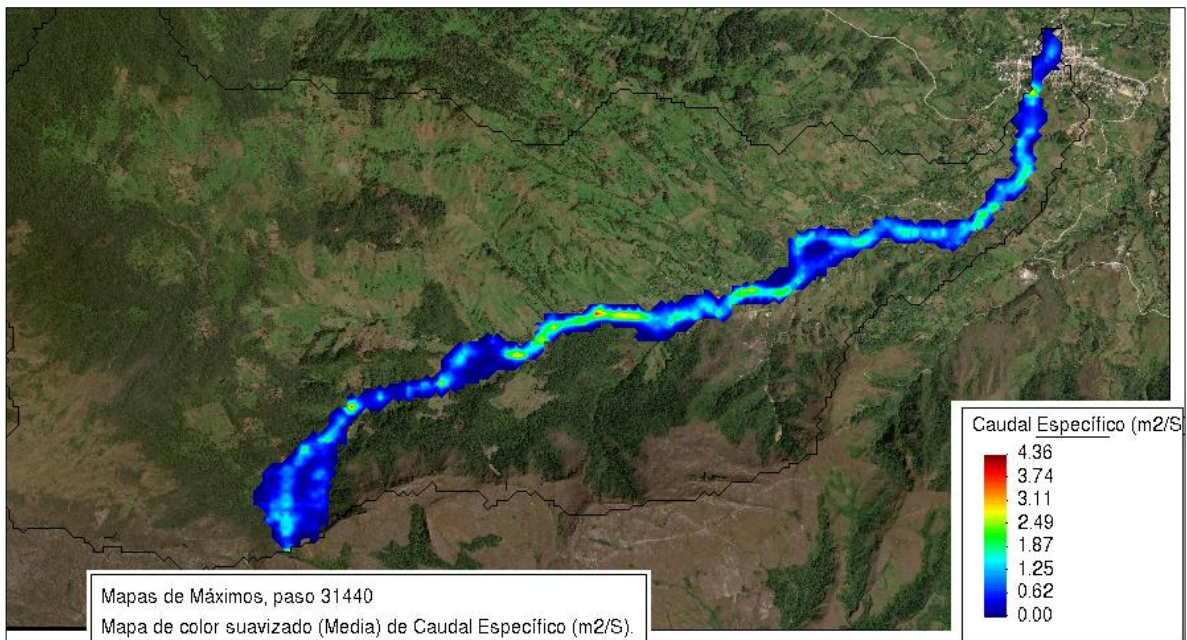 Caudal Específico (m2/S)
4.36
3.74
3.11
2.49
1.87
1.25
0.62
0.00
Mapas de Máximos, paso 31440
Mapa de color suavizado (Media) de Caudal Específico (m2/S).